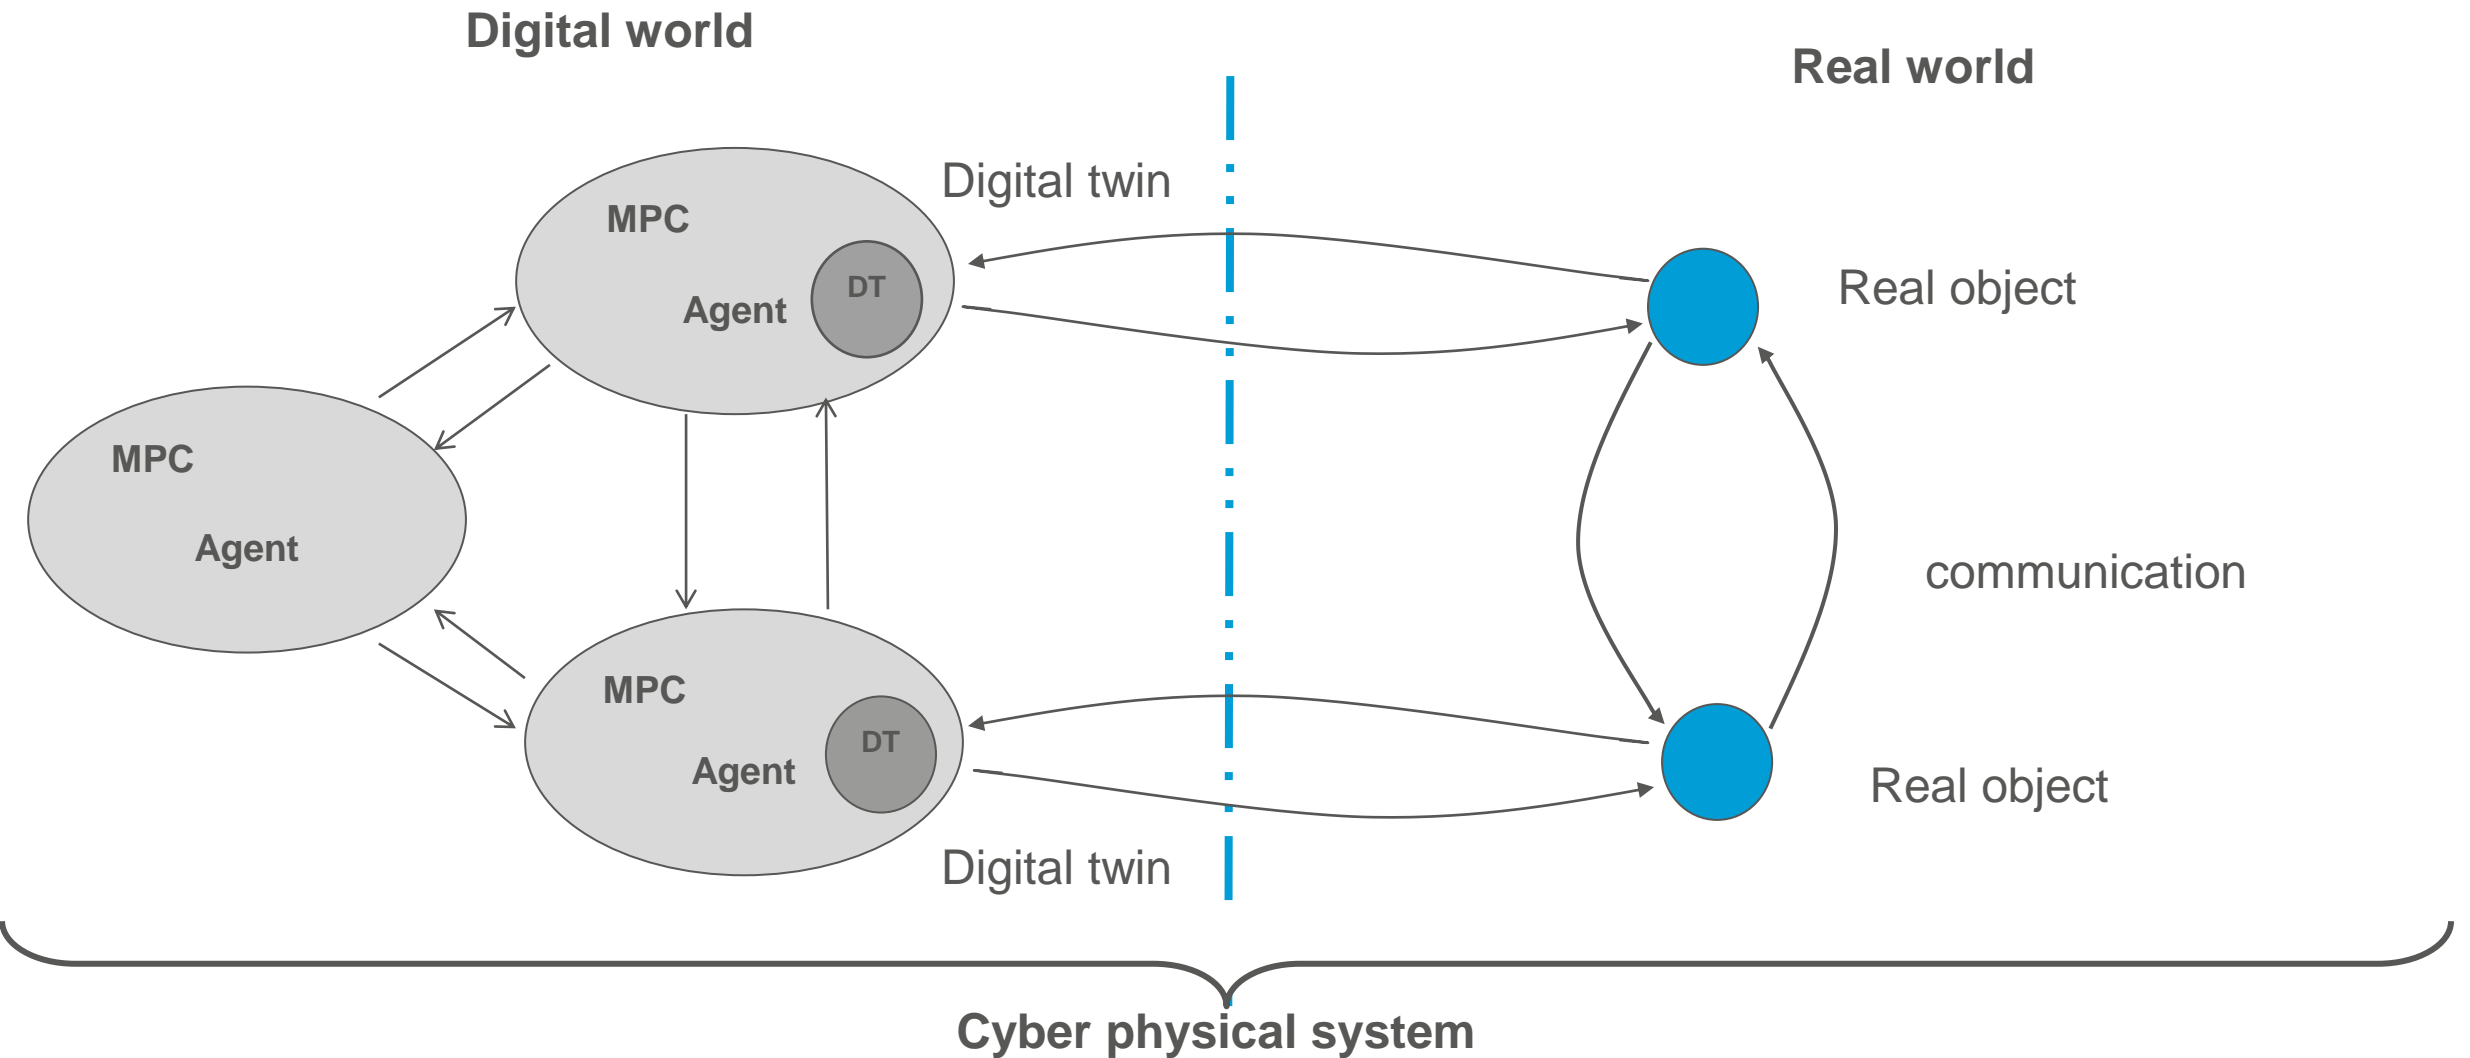 Digital world
Real world
Digital twin
MPC
DT
Agent
Real object
MPC
Agent
communication
MPC
DT
Agent
Real object
Digital twin
Cyber physical system